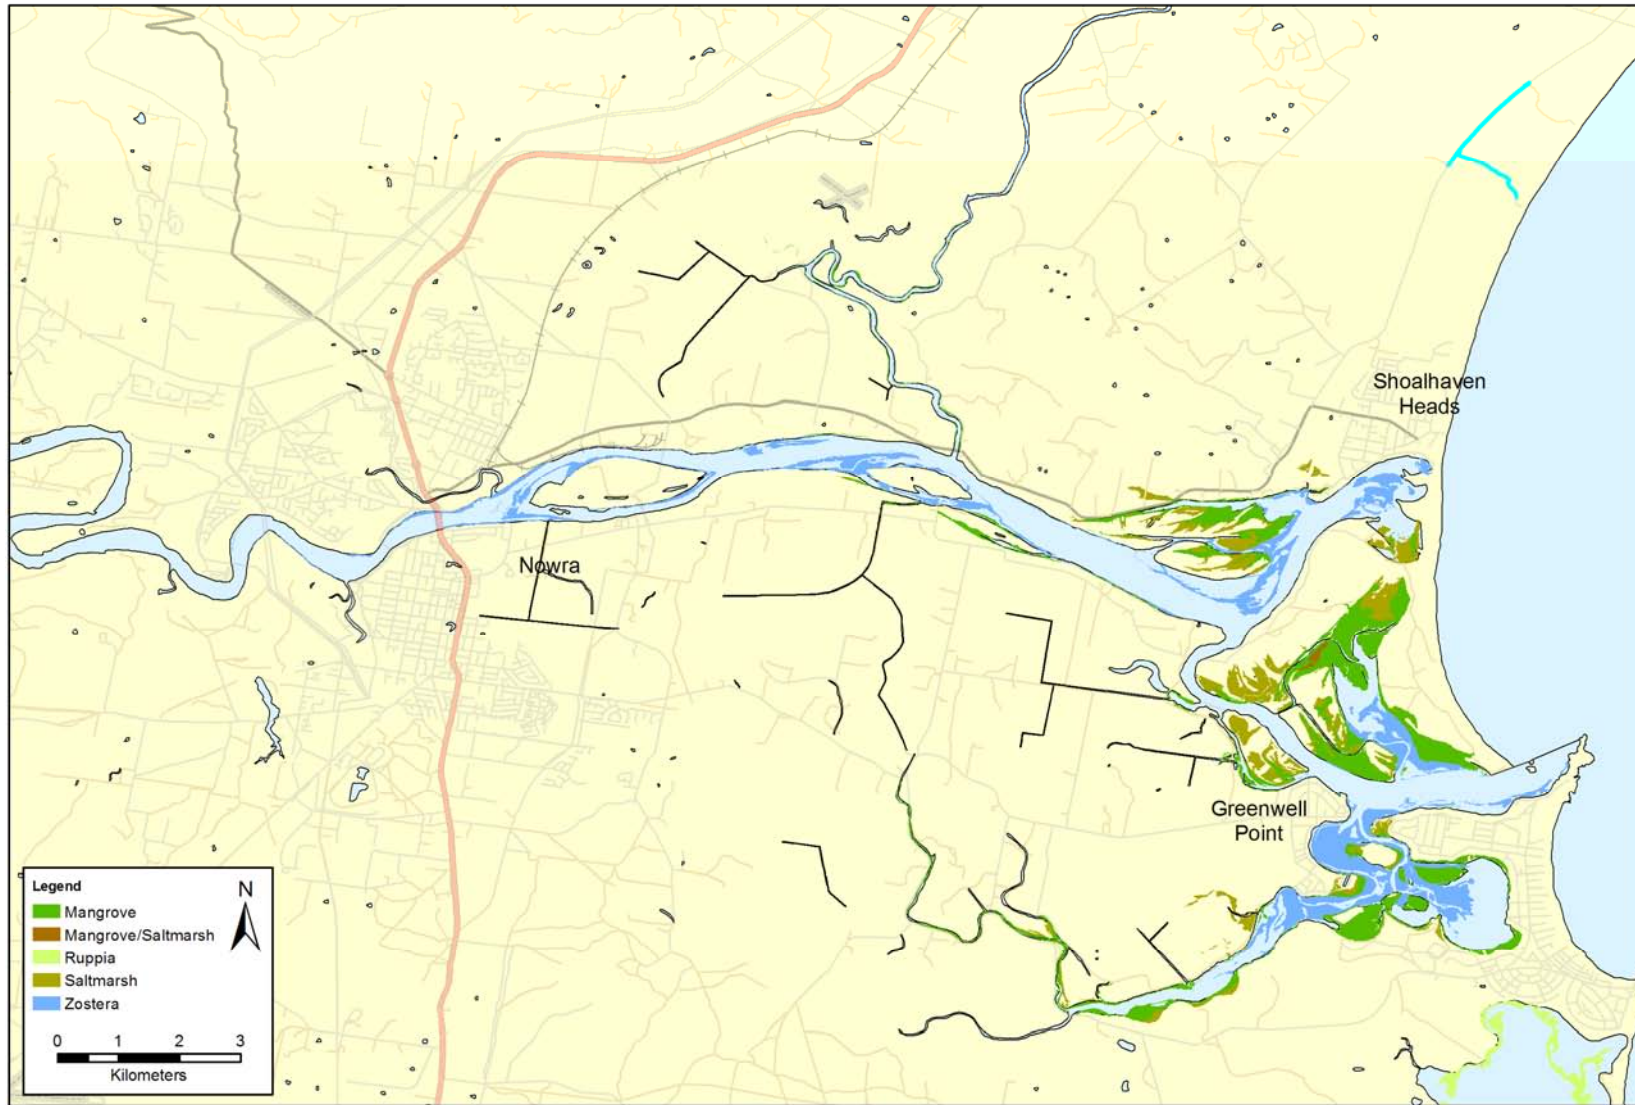 Shoalhaven
Heads
Nowra
Greenwell
Point
Legend
N
Mangrove
Mangrove/Saltmarsh
Ruppia
Saltmarsh
Zostera
0 1 2 3
Kilometers